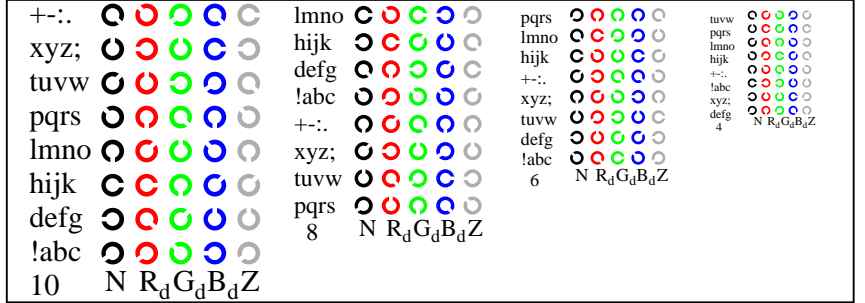 +-:.
xyz;
tuvw
pqrs
lmno
hijk
defg
!abc
10 N RdGdBdZ
lmno
hijk
defg
!abc
+-:.
xyz;
tuvw
pqrs
8 N RdGdBdZ
pqrs
lmno
hijk
+-:.
xyz;
tuvw
defg
!abc
6 N RdGdBdZ
tuvw
pqrs
lmno
hijk
+-:.
!abc
xyz;
defg
4 N RdGdBdZ